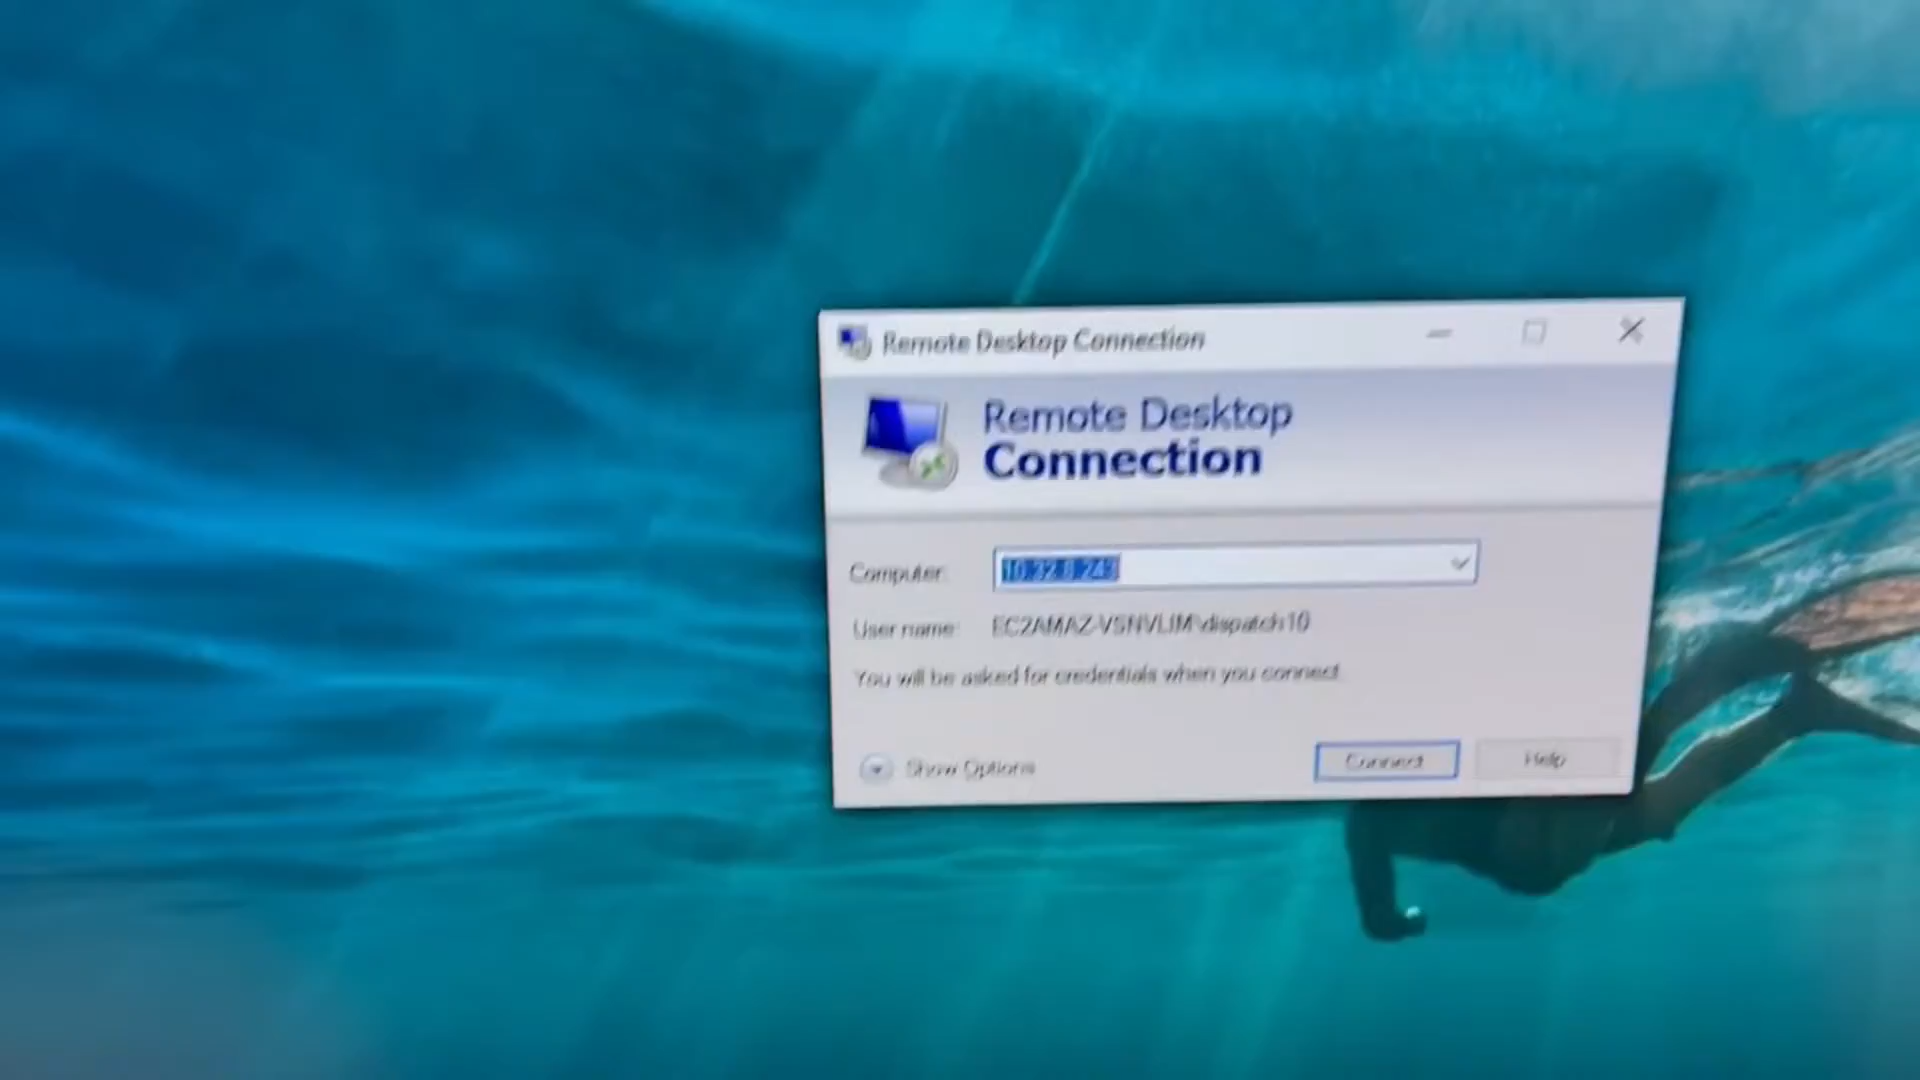 Remote Desktop Connection
Remote Desktop
Connection
Computer:
User name: EC2AMAZ-VSNVLIM\dispatch10
You will be asked for credentials when you connect.
Show Options
Connect
Help